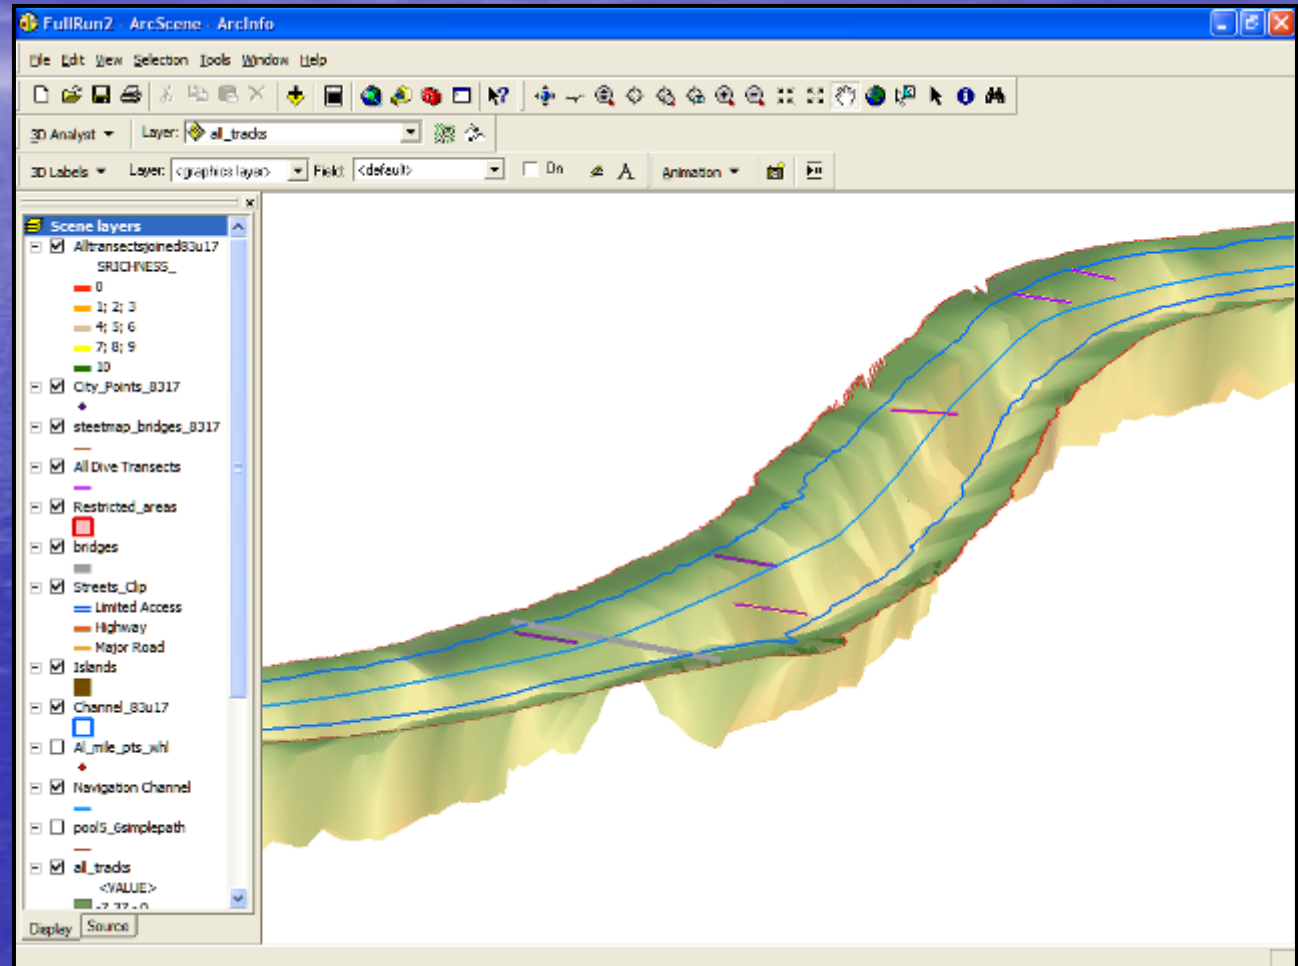 FullRun2 - ArcScene - ArcInfo
File Edit View Selection Tools Window Help
3D Analyst Layer: all_tracks
3D Labels Layer: <graphics layer> Field: <default> On A Animation
Scene layers
Alltransectsjoined83u17
SRICHNESS_
0
1; 2; 3
4; 5; 6
7; 8; 9
10
City_Points_8317
steetmap_bridges_8317
All Dive Transects
Restricted_areas
bridges
Streets_Clip
Limited Access
Highway
Major Road
Islands
Channel_83u17
Al_mile_pts_whl
Navigation Channel
pool5_6simplepath
all_tracks
<VALUE>
Display Source